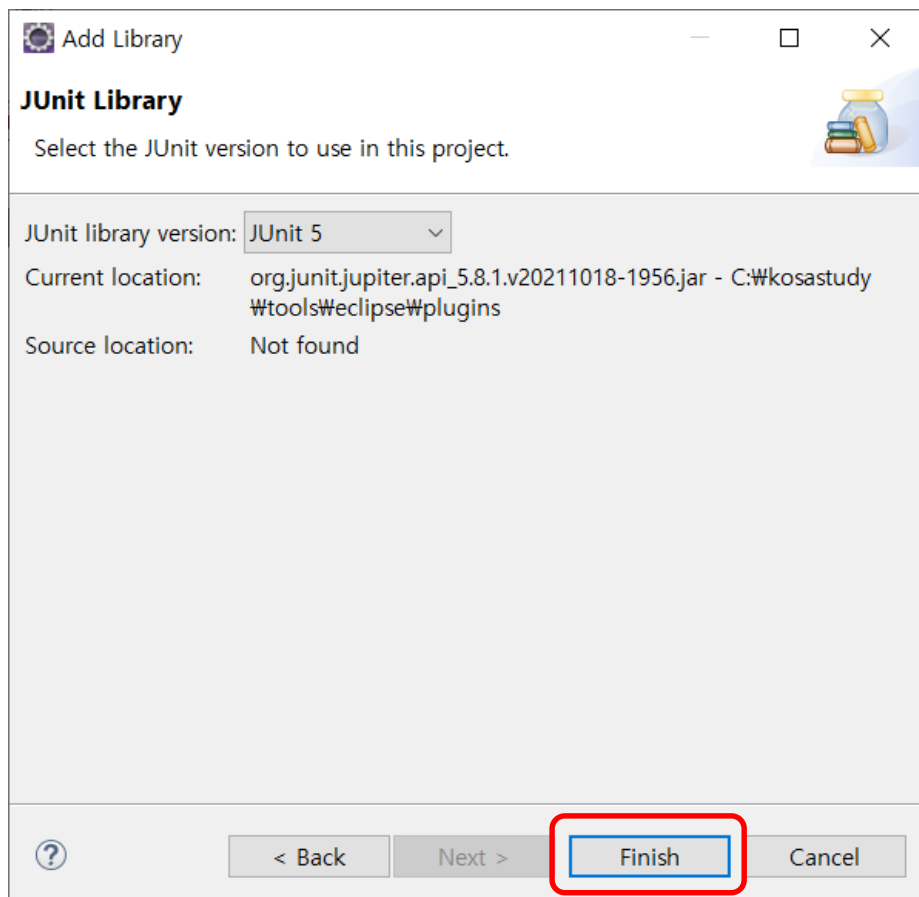 Add Library
JUnit Library
Select the JUnit version to use in this project.
JUnit library version: JUnit 5
Current location: org.junit.jupiter.api_5.8.1.v20211018-1956.jar - C:₩kosastudy
₩tools₩eclipse₩plugins
Source location: Not found
? < Back Next > Finish Cancel